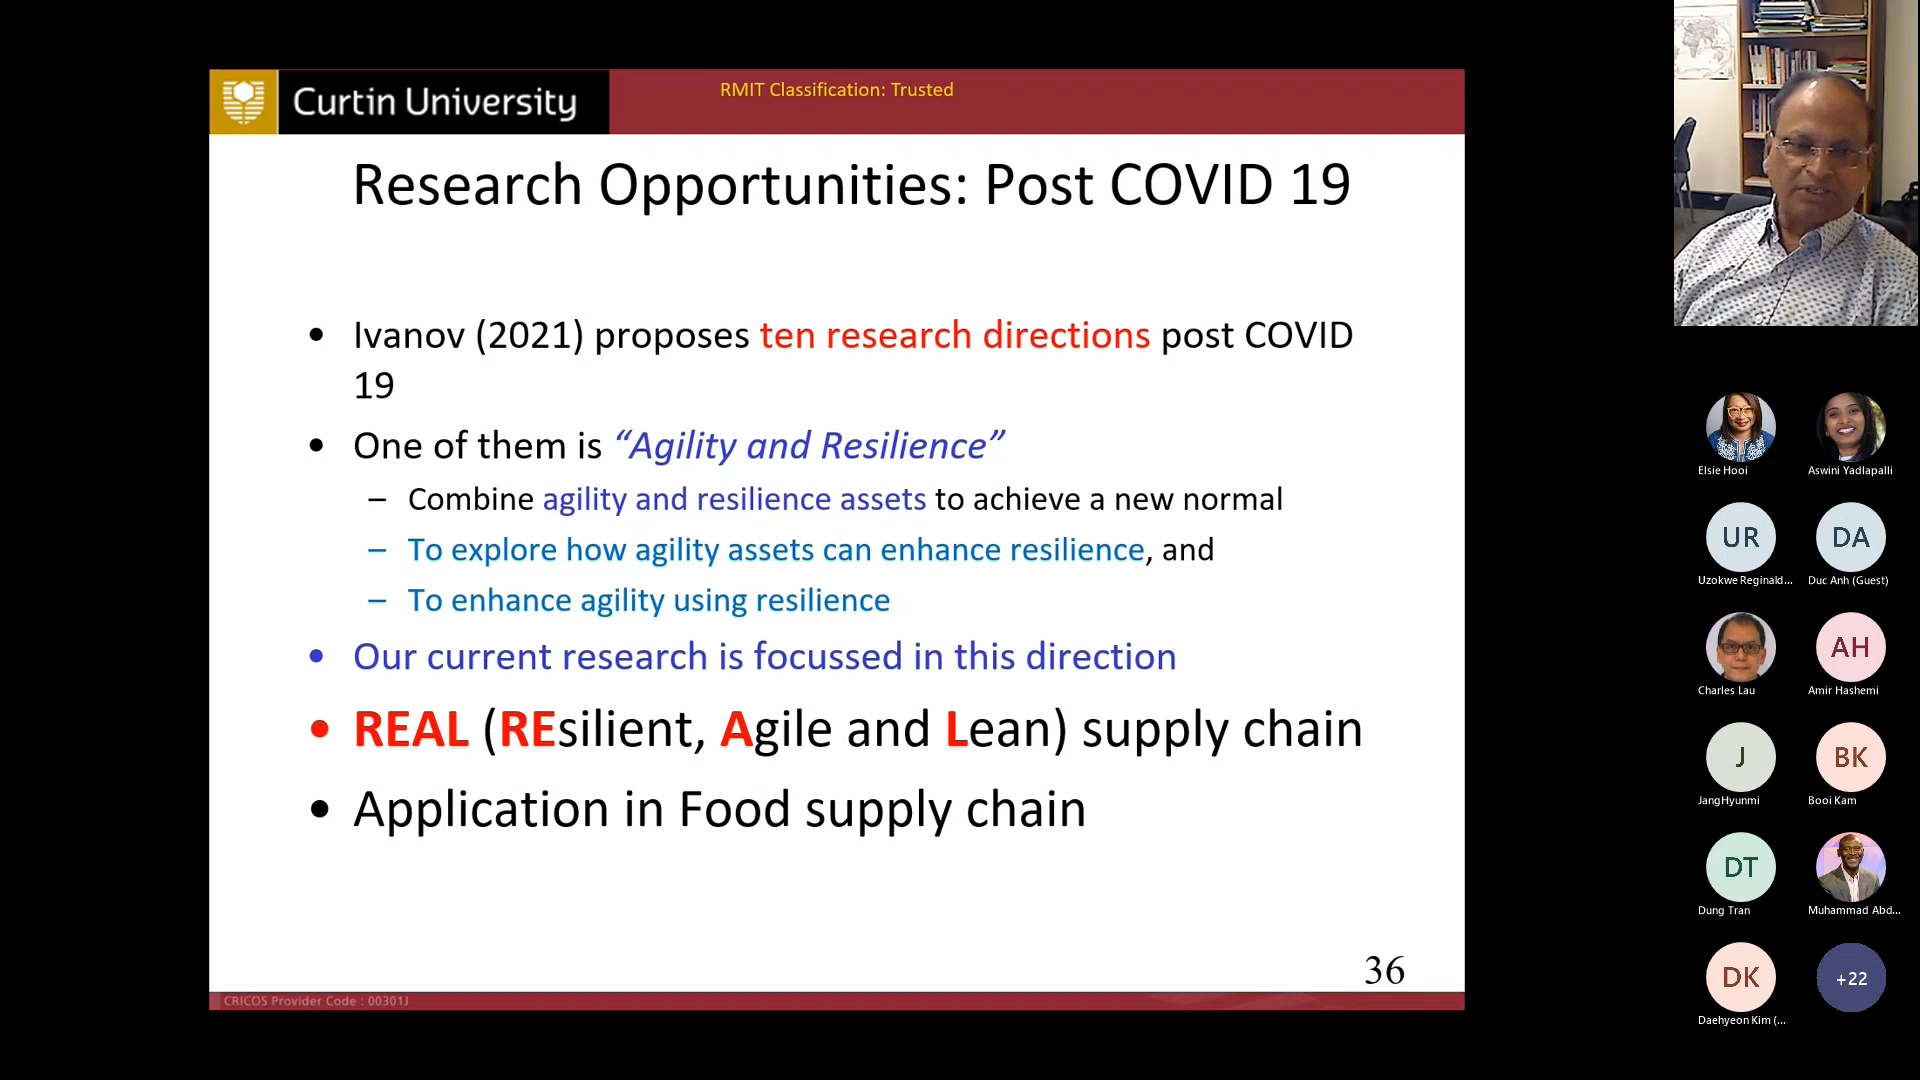 Curtin University
RMIT Classification: Trusted
Research Opportunities: Post COVID 19
• Ivanov (2021) proposes ten research directions post COVID
19
• One of them is “Agility and Resilience”
– Combine agility and resilience assets to achieve a new normal
– To explore how agility assets can enhance resilience, and
– To enhance agility using resilience
• Our current research is focussed in this direction
• REAL (REsilient, Agile and Lean) supply chain
• Application in Food supply chain
36
CRICOS Provider Code : 00301J
Elsie Hooi
Aswini Yadlapalli
UR
DA
Uzokwe Reginald...
Duc Anh (Guest)
AH
Charles Lau
Amir Hashemi
J
BK
JangHyunmi
Booi Kam
DT
Dung Tran
Muhammad Abd...
DK
+22
Daehyeon Kim (...